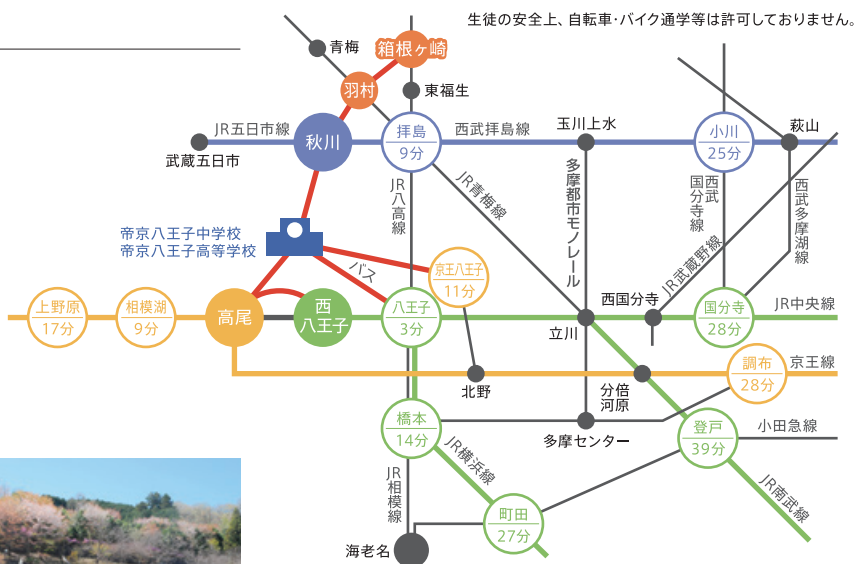 生徒の安全上、自転車・バイク通学等は許可しておりません。
青梅
箱根ヶ崎
羽村
東福生
JR五日市線
秋川
拝島
9分
西武拝島線
玉川上水
小川
25分
萩山
武蔵五日市
JR八高線
JR青梅線
多摩都市モノレール
西武
国分寺線
西武多摩湖線
帝京八王子中学校
帝京八王子高等学校
バス
京王八王子
11分
JR武蔵野線
西国分寺
上野原
17分
相模湖
9分
高尾
西
八王子
八王子
3分
立川
国分寺
28分
JR中央線
北野
分倍
河原
調布
28分
京王線
橋本
14分
多摩センター
登戸
39分
小田急線
JR横浜線
JR相模線
町田
27分
JR南武線
海老名